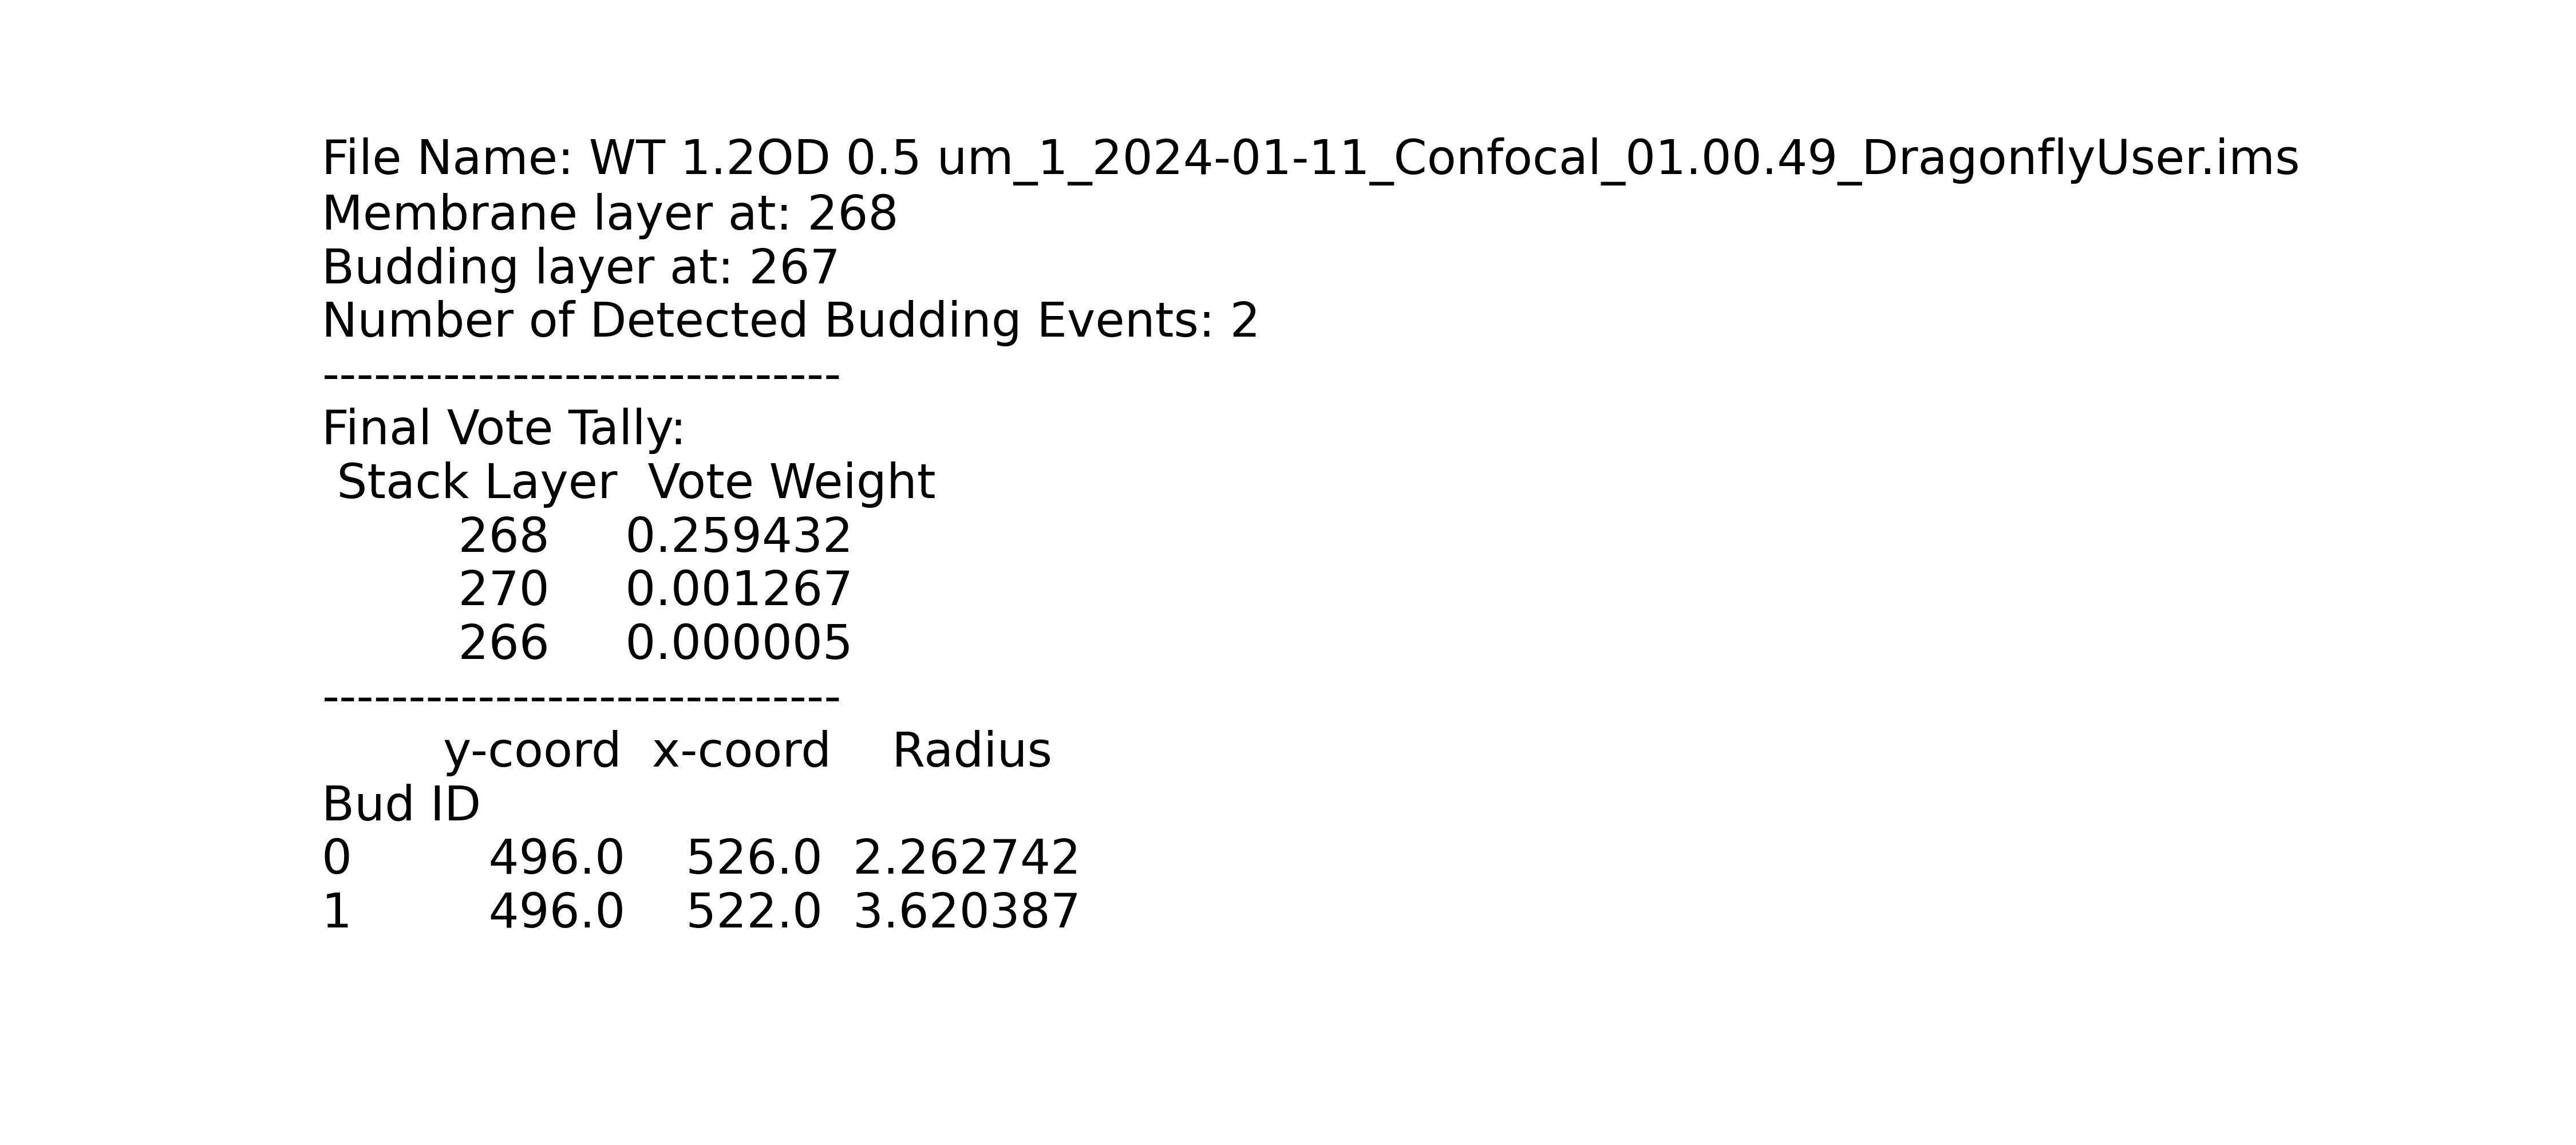 File Name: WT 1.2OD 0.5 um_1_2024-01-11_Confocal_01.00.49_DragonflyUser.ims
Membrane layer at: 268
Budding layer at: 267
Number of Detected Budding Events: 2
------------------------------
Final Vote Tally:
Stack Layer  Vote Weight
268     0.259432
270     0.001267
266     0.000005
------------------------------
y-coord  x-coord    Radius
Bud ID
0         496.0    526.0  2.262742
1         496.0    522.0  3.620387